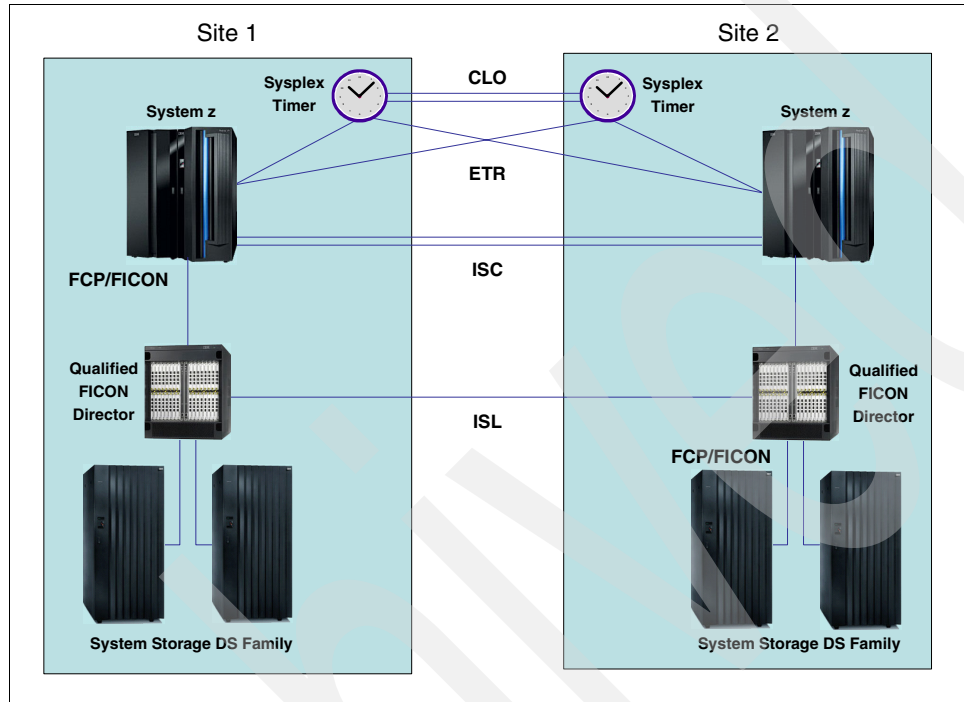 Site 1
Site 2
Sysplex
Timer
CLO
Sysplex
Timer
System z
System z
ETR
FCP/FICON
ISC
Qualified
FICON
Director
Qualified
FICON
Director
ISL
FCP/FICON
System Storage DS Family
System Storage DS Family